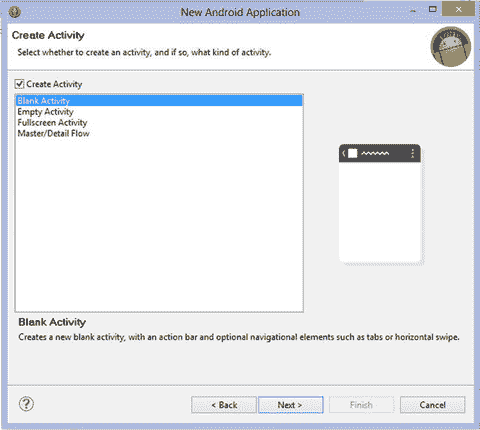 New Android Application
Create Activity
Select whether to create an activity, and if so, what kind of activity.
Create Activity
Blank Activity
Empty Activity
Fullscreen Activity
Master/Detail Flow
Blank Activity
Creates a new blank activity, with an action bar and optional navigational elements such as tabs or horizontal swipe.
? < Back Next > Finish Cancel